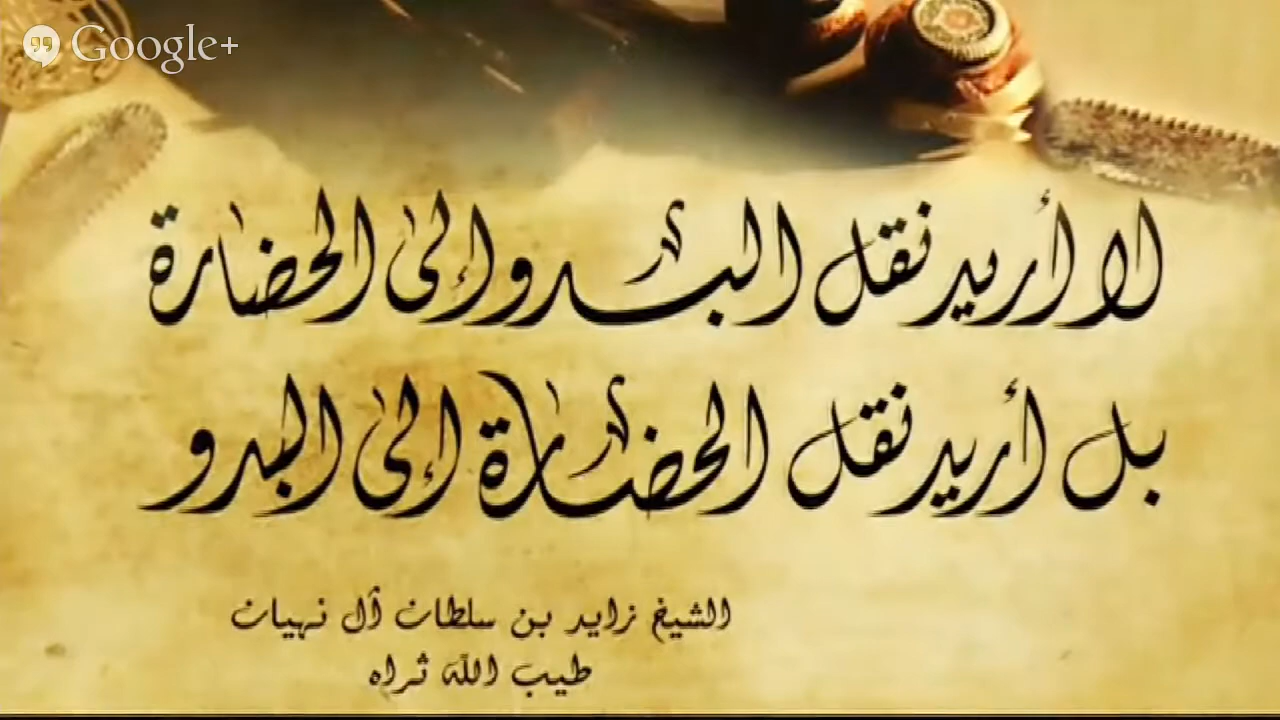 Google+
لا أريد نقل البدو إلى الحضارة
بل أريد نقل الحضارة إلى البدو
الشيخ زايد بن سلطان آل نهيان
طيب الله ثراه